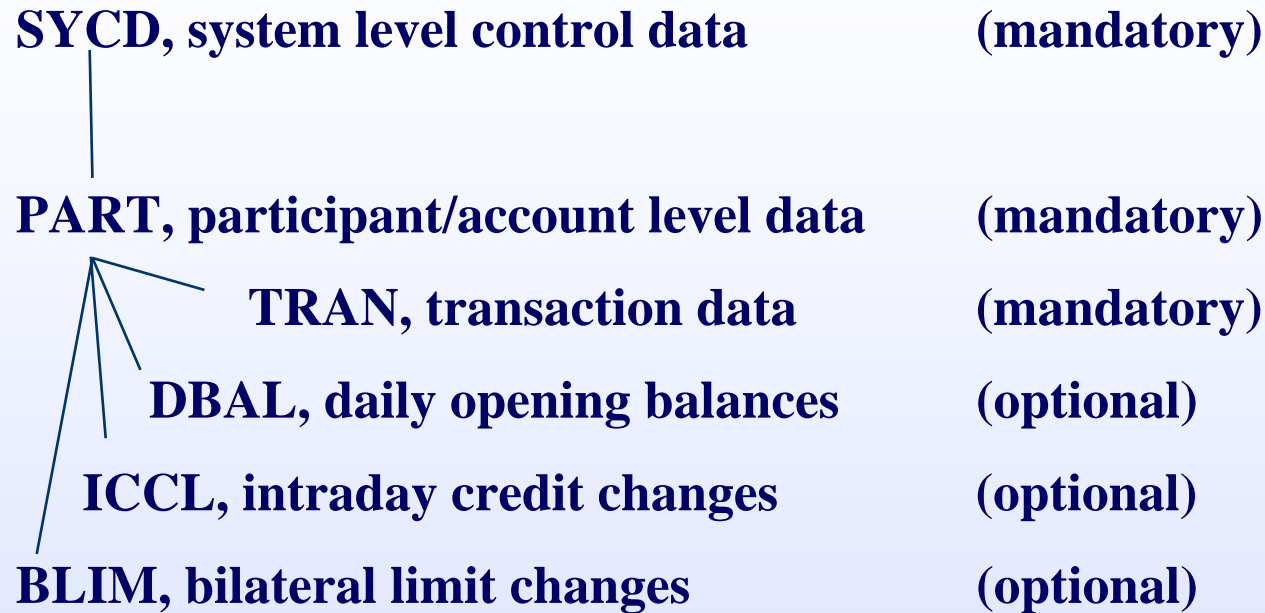 SYCD, system level control data (mandatory)
PART, participant/account level data (mandatory)
TRAN, transaction data (mandatory)
DBAL, daily opening balances (optional)
ICCL, intraday credit changes (optional)
BLIM, bilateral limit changes (optional)